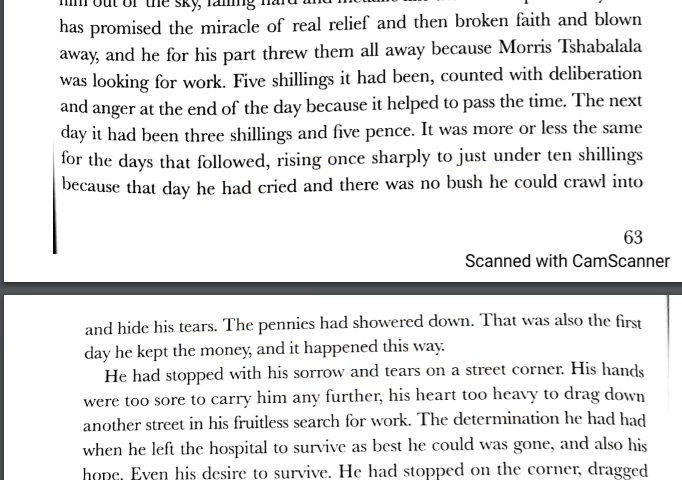 him out of the sky, falling hard and
has promised the miracle of real relief and then broken faith and blown
away, and he for his part threw them all away because Morris Tshabalala
was looking for work. Five shillings it had been, counted with deliberation
and anger at the end of the day because it helped to pass the time. The next
day it had been three shillings and five pence. It was more or less the same
for the days that followed, rising once sharply to just under ten shillings
because that day he had cried and there was no bush he could crawl into
63
Scanned with CamScanner
and hide his tears. The pennies had showered down. That was also the first
day he kept the money, and it happened this way.
He had stopped with his sorrow and tears on a street corner. His hands
were too sore to carry him any further, his heart too heavy to drag down
another street in his fruitless search for work. The determination he had had
when he left the hospital to survive as best he could was gone, and also his
hope. Even his desire to survive. He had stopped on the corner, dragged